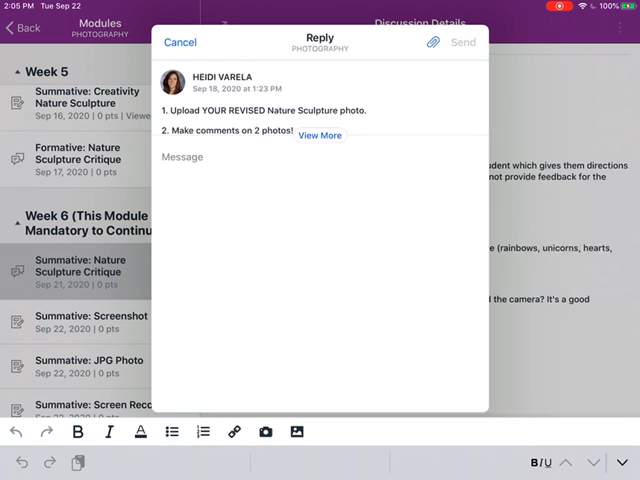 2:05 PM Tue Sep 22
100%
Back
Modules
PHOTOGRAPHY
Discussion Details
Week 5
Summative: Creativity
Nature Sculpture
Sep 16, 2020 | 0 pts | Viewe
Formative: Nature
Sculpture Critique
Sep 17, 2020 | 0 pts
Week 6 (This Module
Mandatory to Continu
Summative: Nature
Sculpture Critique
Sep 21, 2020 | 0 pts
Summative: Screenshot
Sep 22, 2020 | 0 pts
Summative: JPG Photo
Sep 22, 2020 | 0 pts
Summative: Screen Reco
Sep 22, 2020 | 0 pts
Cancel
Reply
PHOTOGRAPHY
Send
HEIDI VARELA
Sep 18, 2020 at 1:23 PM
1. Upload YOUR REVISED Nature Sculpture photo.
2. Make comments on 2 photos!
View More
Message
udent which gives them directions
not provide feedback for the
e (rainbows, unicorns, hearts,
d the camera? It's a good
B I A
B I U